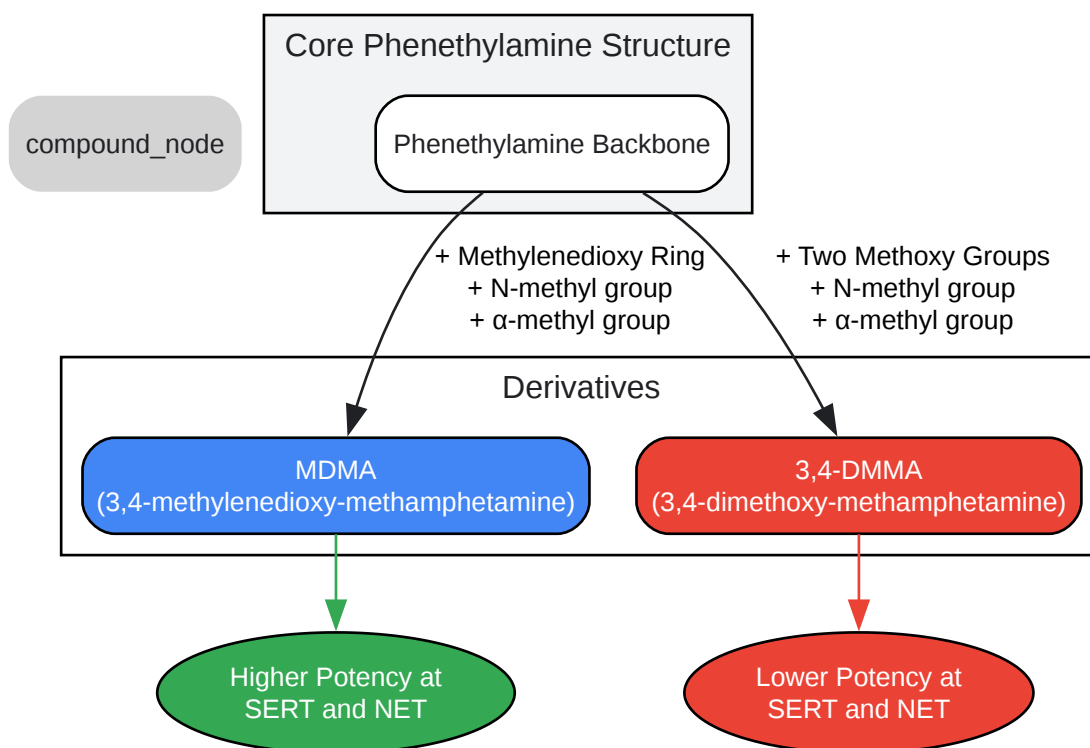 Core Phenethylamine Structure
compound_node
Phenethylamine Backbone
+ Methylenedioxy Ring
+ N-methyl group
+ α-methyl group
+ Two Methoxy Groups
+ N-methyl group
+ α-methyl group
Derivatives
MDMA
(3,4-methylenedioxy-methamphetamine)
3,4-DMMA
(3,4-dimethoxy-methamphetamine)
Higher Potency at
SERT and NET
Lower Potency at
SERT and NET